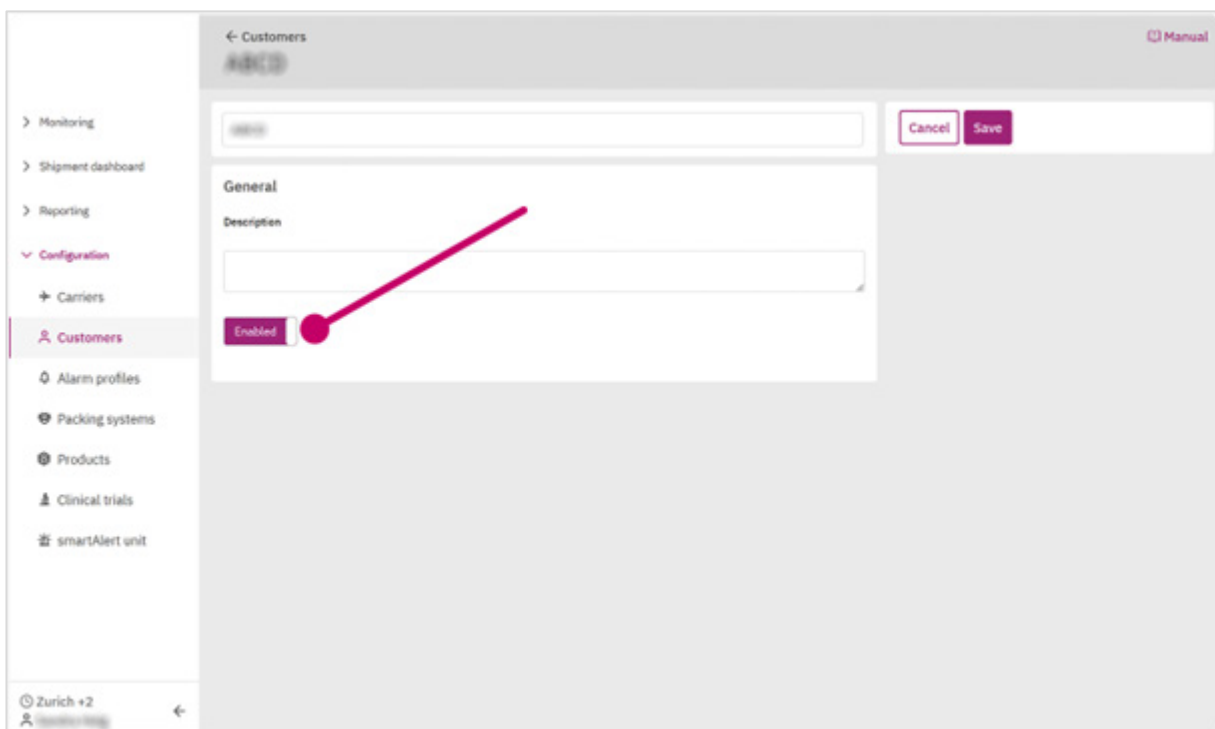 ← Customers
Manual
Monitoring
Shipment dashboard
Reporting
Configuration
Carriers
Customers
Alarm profiles
Packing systems
Products
Clinical trials
smartAlert unit
Zurich +2
Cancel
Save
General
Description
Enabled